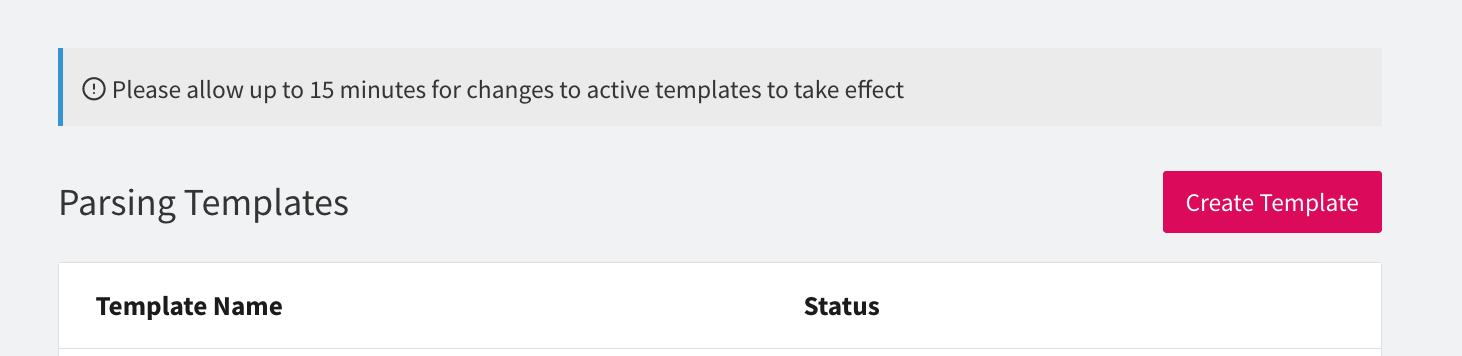 Please allow up to 15 minutes for changes to active templates to take effect
Parsing Templates
Create Template
Template Name
Status